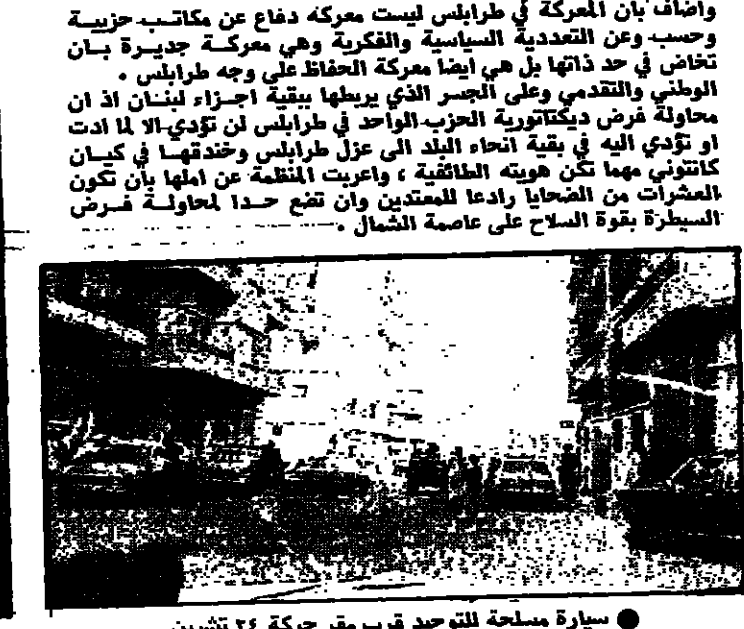 واضاف بأن المعركة في طرابلس ليست معركه دفاع عن مكاتب حزبية
وحسب وعن التعددية السياسية والفكرية وهي معركة جديرة بان
تخاض في حد ذاتها بل هي ايضا معركة الحفاظ على وجه طرابلس •
الوطني والتقدمي وعلى الجسر الذي يربطها ببقية اجزاء لبنان اذ ان
محاولة فرض ديكتاتورية الحزب الواحد في طرابلس لن تؤدي الا لما ادت
او تؤدي اليه في بقية انحاء البلد الى عزل طرابلس وخندقها في كيان
كانتوني مهما تكن هويته الطائفية ، واعربت المنظمة عن املها بأن تكون
العشرات من الضحايا رادعا للمعتدين وان تضع حدا لمحاولة فرض
السيطرة بقوة السلاح على عاصمة الشمال •
● سيارة مسلحة للتوحيد قرب مقر حركة ٢٤ تشرين